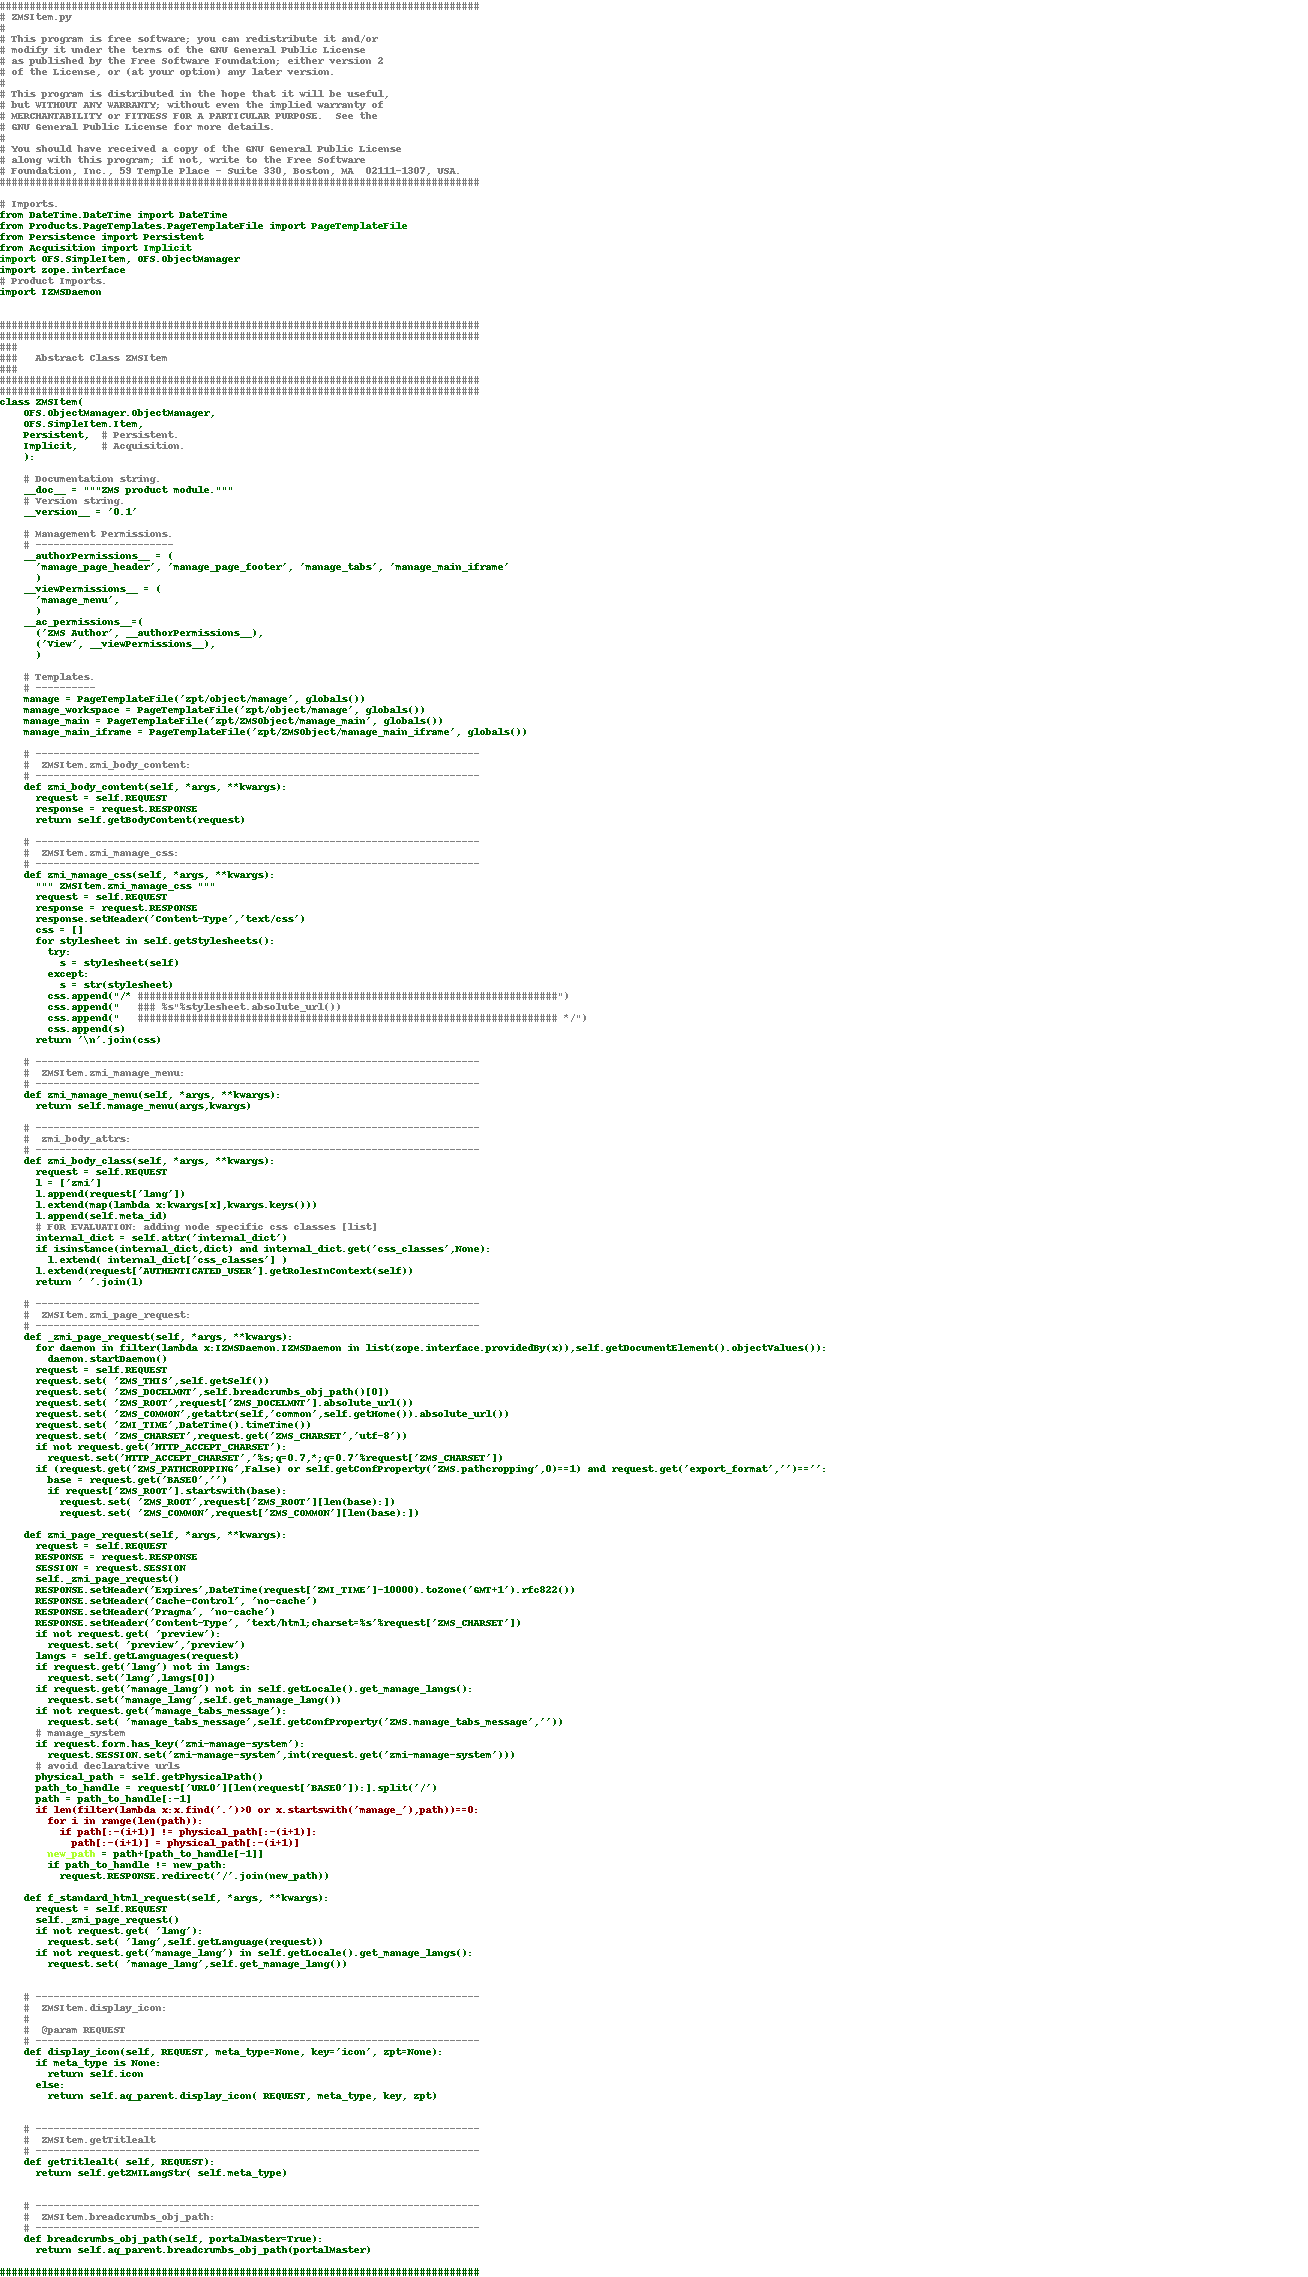 ################################################################################
# ZMSItem.py
#
# This program is free software; you can redistribute it and/or
# modify it under the terms of the GNU General Public License
# as published by the Free Software Foundation; either version 2
# of the License, or (at your option) any later version.
#
# This program is distributed in the hope that it will be useful,
# but WITHOUT ANY WARRANTY; without even the implied warranty of
# MERCHANTABILITY or FITNESS FOR A PARTICULAR PURPOSE.  See the
# GNU General Public License for more details.
#
# You should have received a copy of the GNU General Public License
# along with this program; if not, write to the Free Software
# Foundation, Inc., 59 Temple Place - Suite 330, Boston, MA  02111-1307, USA.
################################################################################

# Imports.
from DateTime.DateTime import DateTime
from Products.PageTemplates.PageTemplateFile import PageTemplateFile
from Persistence import Persistent
from Acquisition import Implicit
import OFS.SimpleItem, OFS.ObjectManager
import zope.interface
# Product Imports.
import IZMSDaemon


################################################################################
################################################################################
###
###   Abstract Class ZMSItem
###
################################################################################
################################################################################
class ZMSItem(
    OFS.ObjectManager.ObjectManager,
    OFS.SimpleItem.Item,
    Persistent,  # Persistent.
    Implicit,    # Acquisition.
    ):

    # Documentation string.
    __doc__ = """ZMS product module."""
    # Version string.
    __version__ = '0.1'

    # Management Permissions.
    # -----------------------
    __authorPermissions__ = (
      'manage_page_header', 'manage_page_footer', 'manage_tabs', 'manage_main_iframe'
      )
    __viewPermissions__ = (
      'manage_menu',
      )
    __ac_permissions__=(
      ('ZMS Author', __authorPermissions__),
      ('View', __viewPermissions__),
      )

    # Templates.
    # ----------
    manage = PageTemplateFile('zpt/object/manage', globals())
    manage_workspace = PageTemplateFile('zpt/object/manage', globals())
    manage_main = PageTemplateFile('zpt/ZMSObject/manage_main', globals())
    manage_main_iframe = PageTemplateFile('zpt/ZMSObject/manage_main_iframe', globals())

    # --------------------------------------------------------------------------
    #  ZMSItem.zmi_body_content:
    # --------------------------------------------------------------------------
    def zmi_body_content(self, *args, **kwargs):
      request = self.REQUEST
      response = request.RESPONSE
      return self.getBodyContent(request)

    # --------------------------------------------------------------------------
    #  ZMSItem.zmi_manage_css:
    # --------------------------------------------------------------------------
    def zmi_manage_css(self, *args, **kwargs):
      """ ZMSItem.zmi_manage_css """
      request = self.REQUEST
      response = request.RESPONSE
      response.setHeader('Content-Type','text/css')
      css = []
      for stylesheet in self.getStylesheets():
        try:
          s = stylesheet(self)
        except:
          s = str(stylesheet)
        css.append("/* ######################################################################")
        css.append("   ### %s"%stylesheet.absolute_url())
        css.append("   ###################################################################### */")
        css.append(s)
      return '\n'.join(css)

    # --------------------------------------------------------------------------
    #  ZMSItem.zmi_manage_menu:
    # --------------------------------------------------------------------------
    def zmi_manage_menu(self, *args, **kwargs):
      return self.manage_menu(args,kwargs)

    # --------------------------------------------------------------------------
    #  zmi_body_attrs:
    # --------------------------------------------------------------------------
    def zmi_body_class(self, *args, **kwargs):
      request = self.REQUEST
      l = ['zmi']
      l.append(request['lang'])
      l.extend(map(lambda x:kwargs[x],kwargs.keys()))
      l.append(self.meta_id)
      # FOR EVALUATION: adding node specific css classes [list]
      internal_dict = self.attr('internal_dict')
      if isinstance(internal_dict,dict) and internal_dict.get('css_classes',None):
        l.extend( internal_dict['css_classes'] )
      l.extend(request['AUTHENTICATED_USER'].getRolesInContext(self))
      return ' '.join(l)

    # --------------------------------------------------------------------------
    #  ZMSItem.zmi_page_request:
    # --------------------------------------------------------------------------
    def _zmi_page_request(self, *args, **kwargs):
      for daemon in filter(lambda x:IZMSDaemon.IZMSDaemon in list(zope.interface.providedBy(x)),self.getDocumentElement().objectValues()):
        daemon.startDaemon()
      request = self.REQUEST
      request.set( 'ZMS_THIS',self.getSelf())
      request.set( 'ZMS_DOCELMNT',self.breadcrumbs_obj_path()[0])
      request.set( 'ZMS_ROOT',request['ZMS_DOCELMNT'].absolute_url())
      request.set( 'ZMS_COMMON',getattr(self,'common',self.getHome()).absolute_url())
      request.set( 'ZMI_TIME',DateTime().timeTime())
      request.set( 'ZMS_CHARSET',request.get('ZMS_CHARSET','utf-8'))
      if not request.get('HTTP_ACCEPT_CHARSET'):
        request.set('HTTP_ACCEPT_CHARSET','%s;q=0.7,*;q=0.7'%request['ZMS_CHARSET'])
      if (request.get('ZMS_PATHCROPPING',False) or self.getConfProperty('ZMS.pathcropping',0)==1) and request.get('export_format','')=='':
        base = request.get('BASE0','')
        if request['ZMS_ROOT'].startswith(base):
          request.set( 'ZMS_ROOT',request['ZMS_ROOT'][len(base):])
          request.set( 'ZMS_COMMON',request['ZMS_COMMON'][len(base):])

    def zmi_page_request(self, *args, **kwargs):
      request = self.REQUEST
      RESPONSE = request.RESPONSE
      SESSION = request.SESSION
      self._zmi_page_request()
      RESPONSE.setHeader('Expires',DateTime(request['ZMI_TIME']-10000).toZone('GMT+1').rfc822())
      RESPONSE.setHeader('Cache-Control', 'no-cache')
      RESPONSE.setHeader('Pragma', 'no-cache')
      RESPONSE.setHeader('Content-Type', 'text/html;charset=%s'%request['ZMS_CHARSET'])
      if not request.get( 'preview'):
        request.set( 'preview','preview')
      langs = self.getLanguages(request)
      if request.get('lang') not in langs:
        request.set('lang',langs[0])
      if request.get('manage_lang') not in self.getLocale().get_manage_langs():
        request.set('manage_lang',self.get_manage_lang())
      if not request.get('manage_tabs_message'):
        request.set( 'manage_tabs_message',self.getConfProperty('ZMS.manage_tabs_message',''))
      # manage_system
      if request.form.has_key('zmi-manage-system'):
        request.SESSION.set('zmi-manage-system',int(request.get('zmi-manage-system')))
      # avoid declarative urls
      physical_path = self.getPhysicalPath()
      path_to_handle = request['URL0'][len(request['BASE0']):].split('/')
      path = path_to_handle[:-1]
      if len(filter(lambda x:x.find('.')>0 or x.startswith('manage_'),path))==0:
        for i in range(len(path)):
          if path[:-(i+1)] != physical_path[:-(i+1)]:
            path[:-(i+1)] = physical_path[:-(i+1)]
        new_path = path+[path_to_handle[-1]]
        if path_to_handle != new_path:
          request.RESPONSE.redirect('/'.join(new_path))

    def f_standard_html_request(self, *args, **kwargs):
      request = self.REQUEST
      self._zmi_page_request()
      if not request.get( 'lang'):
        request.set( 'lang',self.getLanguage(request))
      if not request.get('manage_lang') in self.getLocale().get_manage_langs():
        request.set( 'manage_lang',self.get_manage_lang())


    # --------------------------------------------------------------------------
    #  ZMSItem.display_icon:
    #
    #  @param REQUEST
    # --------------------------------------------------------------------------
    def display_icon(self, REQUEST, meta_type=None, key='icon', zpt=None):
      if meta_type is None:
        return self.icon
      else:
        return self.aq_parent.display_icon( REQUEST, meta_type, key, zpt)


    # --------------------------------------------------------------------------
    #  ZMSItem.getTitlealt
    # --------------------------------------------------------------------------
    def getTitlealt( self, REQUEST):
      return self.getZMILangStr( self.meta_type)


    # --------------------------------------------------------------------------
    #  ZMSItem.breadcrumbs_obj_path:
    # --------------------------------------------------------------------------
    def breadcrumbs_obj_path(self, portalMaster=True):
      return self.aq_parent.breadcrumbs_obj_path(portalMaster)

################################################################################